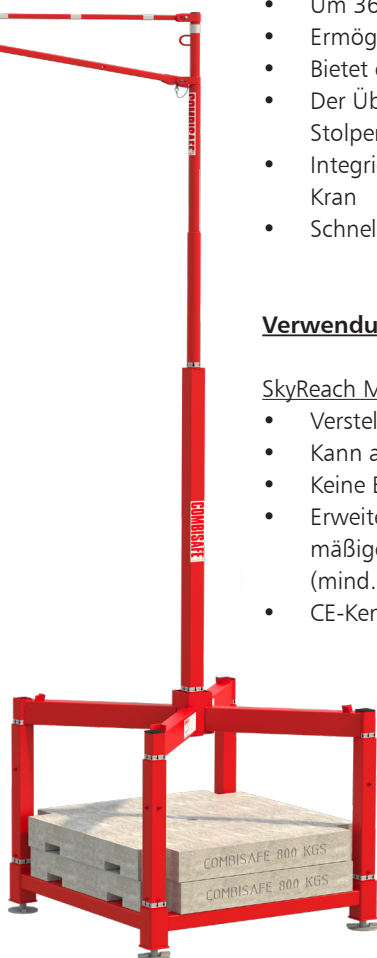 COMBISAFE
• Um 36
• Ermög
• Bietet
• Der Üb
Stolper
• Integri
Kran
• Schnel
Verwendu
SkyReach M
• Verstel
• Kann a
• Keine
• Erweite
mäßige
(mind.
• CE-Ker
COMBISAFE
COMBISAFE 800 KGS
COMBISAFE 800 KGS